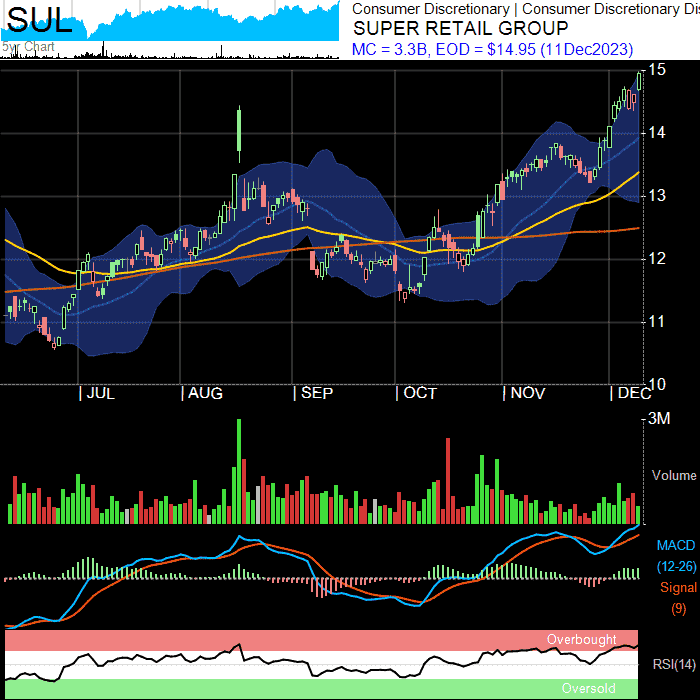 SUL
5yr Chart
Consumer Discretionary | Consumer Discretionary Dis
SUPER RETAIL GROUP
MC = 3.3B, EOD = $14.95 (11Dec2023)
15
14
13
12
11
10
| JUL | AUG | SEP | OCT | NOV | DEC
3M
Volume
MACD
(12-26)
Signal
(9)
Overbought
RSI(14)
Oversold